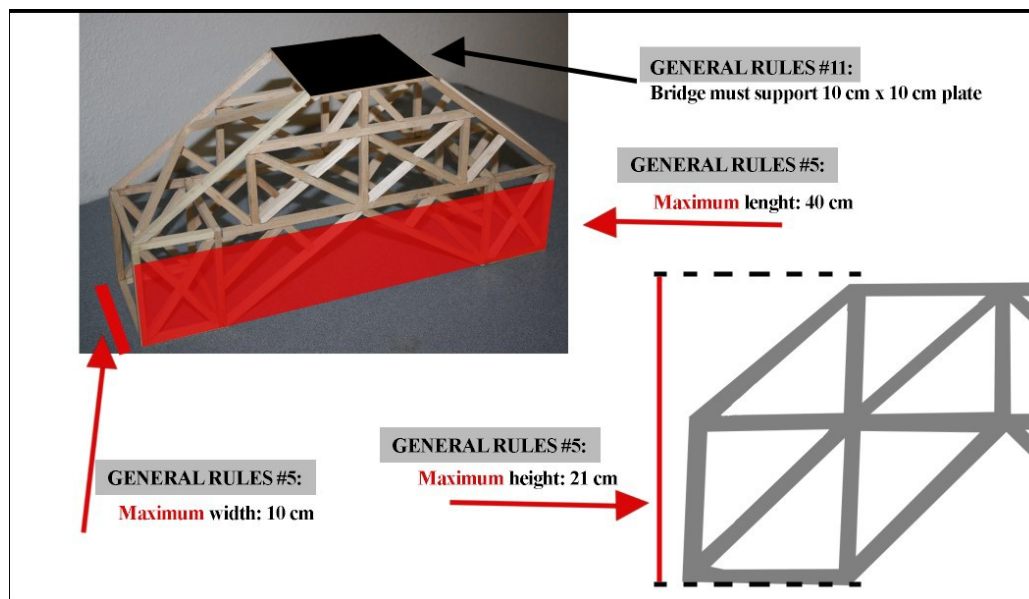 GENERAL RULES #11:
Bridge must support 10 cm x 10 cm plate
GENERAL RULES #5:
Maximum lenght: 40 cm
GENERAL RULES #5:
Maximum height: 21 cm
GENERAL RULES #5:
Maximum width: 10 cm